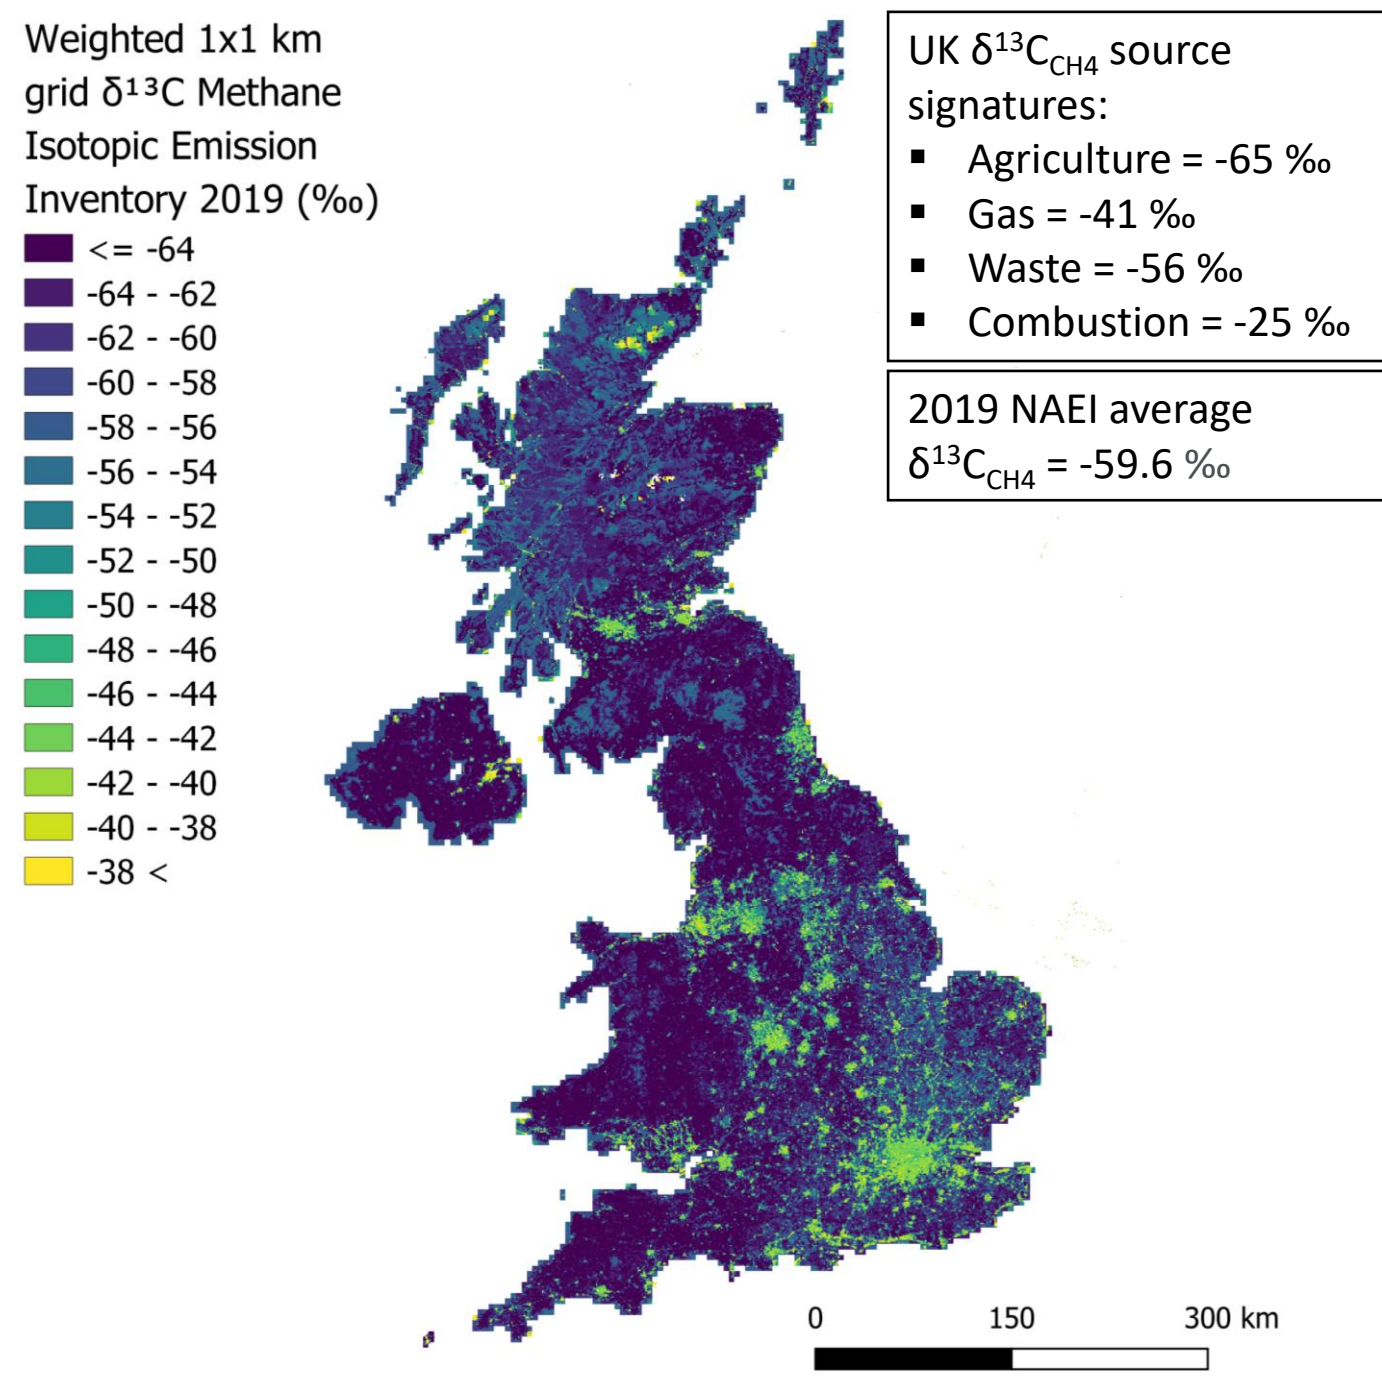 Weighted 1x1 km
grid δ¹³C Methane
Isotopic Emission
Inventory 2019 (‰)
<= -64
-64 - -62
-62 - -60
-60 - -58
-58 - -56
-56 - -54
-54 - -52
-52 - -50
-50 - -48
-48 - -46
-46 - -44
-44 - -42
-42 - -40
-40 - -38
-38 <
UK δ¹³C_CH4 source
signatures:
▪ Agriculture = -65 ‰
▪ Gas = -41 ‰
▪ Waste = -56 ‰
▪ Combustion = -25 ‰
2019 NAEI average
δ¹³C_CH4 = -59.6 ‰
0 150 300 km